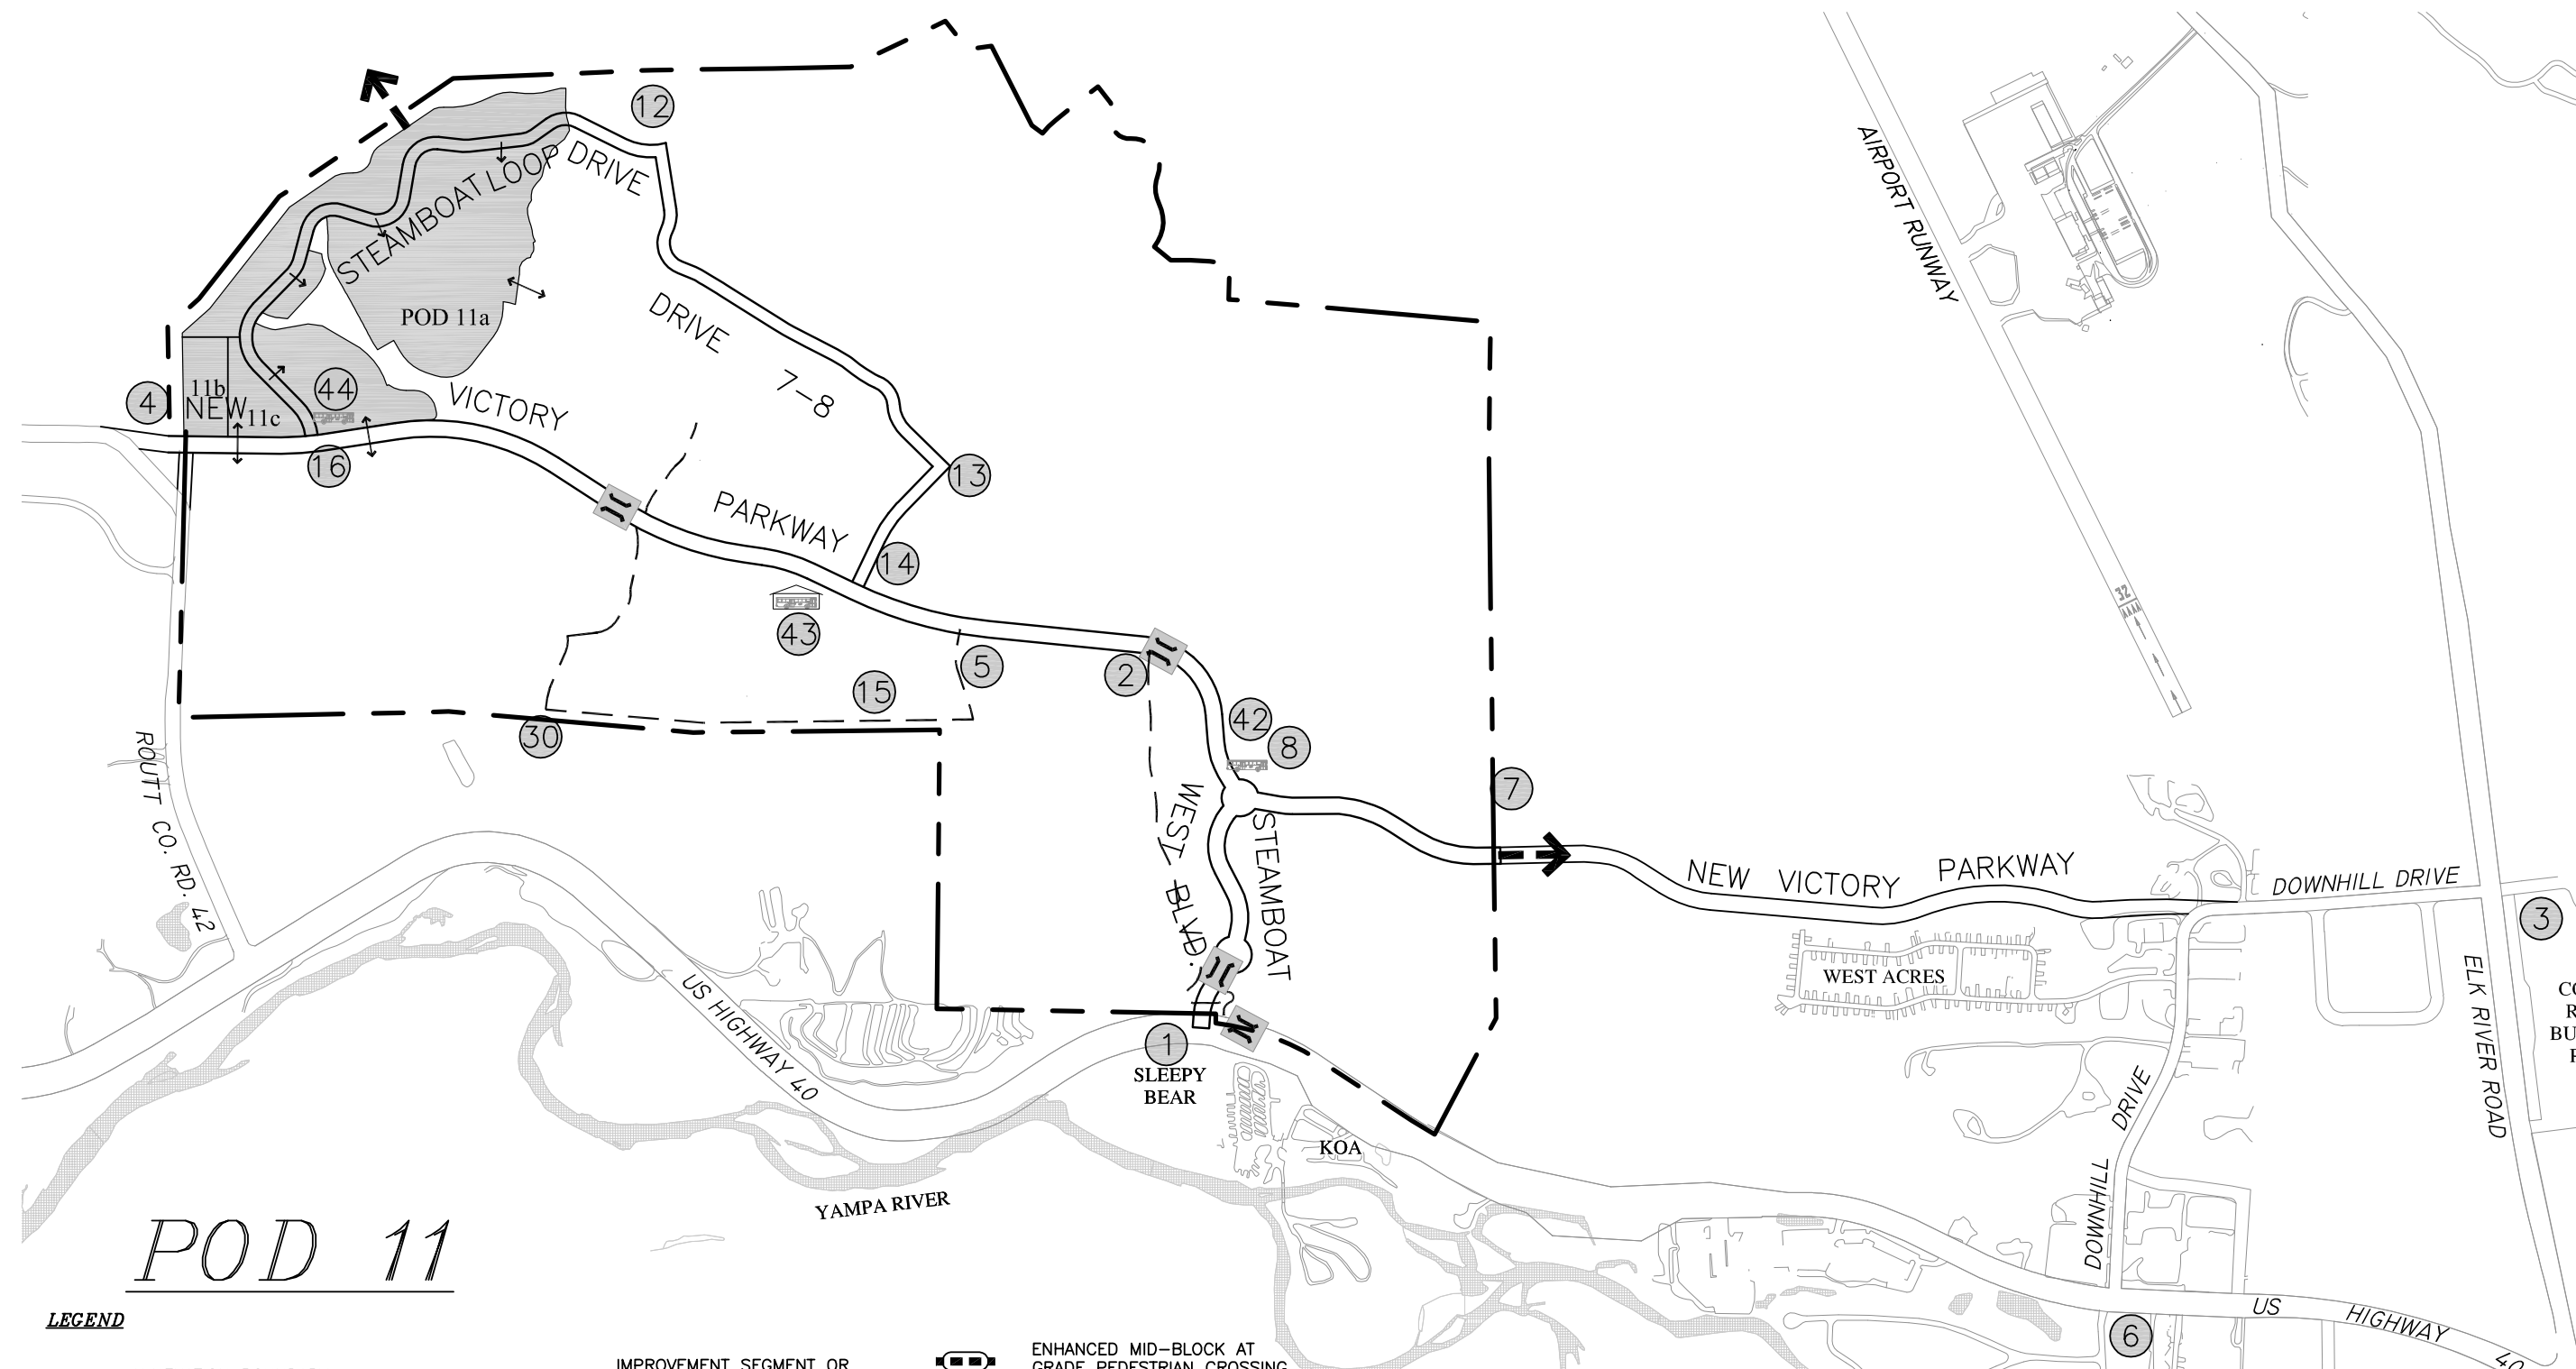 12
STEAMBOAT LOOP DRIVE
AIRPORT RUNWAY
POD 11a
DRIVE
7-8
4
11b
44
NEW
11c
VICTORY
16
13
PARKWAY
14
32
43
5
2
15
30
42
8
7
ROUTT CO. RD. 42
WEST BLVD.
STEAMBOAT
NEW VICTORY PARKWAY
DOWNHILL DRIVE
3
WEST ACRES
US HIGHWAY 40
ELK RIVER ROAD
1
SLEEPY
BEAR
KOA
DOWNHILL DRIVE
YAMPA RIVER
POD 11
LEGEND
US HIGHWAY 40
6
IMPROVEMENT SEGMENT OR
ENHANCED MID-BLOCK AT
GRADE PEDESTRIAN CROSSING